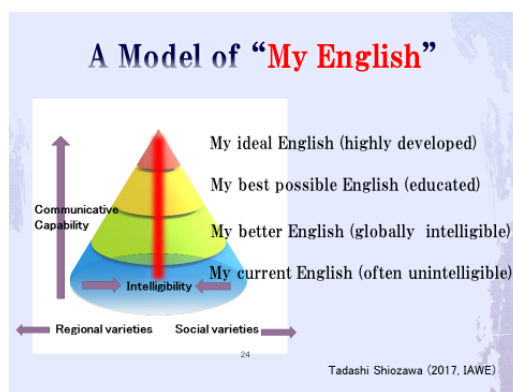 A Model of “My English”
My ideal English (highly developed)
My best possible English (educated)
Communicative
Capability
My better English (globally intelligible)
My current English (often unintelligible)
Intelligibility
Regional varieties Social varieties
24
Tadashi Shiozawa (2017, IAWE)